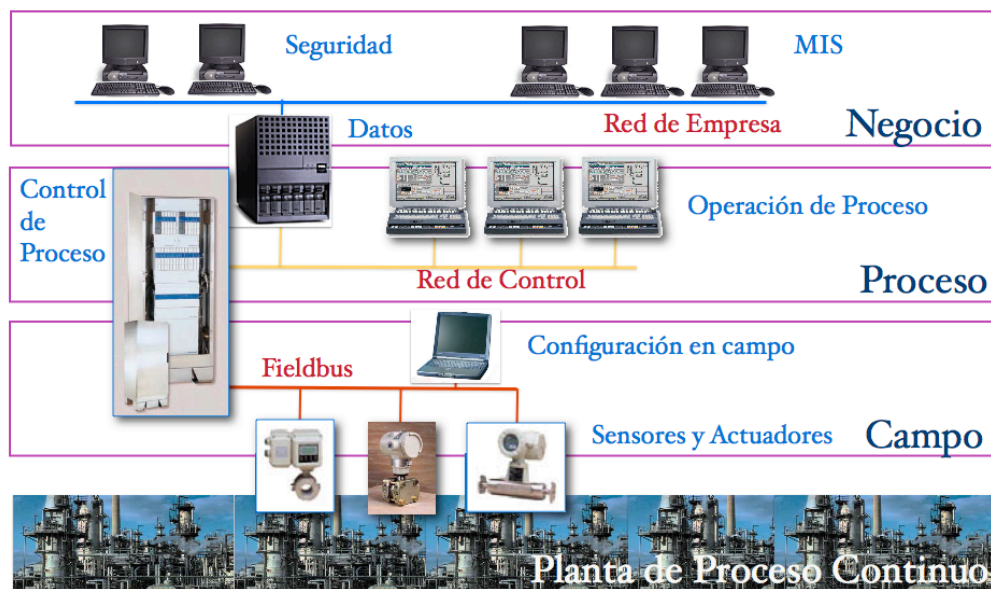 Seguridad
MIS
Datos
Red de Empresa
Negocio
Control
de
Proceso
Operación de Proceso
Red de Control
Proceso
Configuración en campo
Fieldbus
Sensores y Actuadores
Campo
Planta de Proceso Continuo